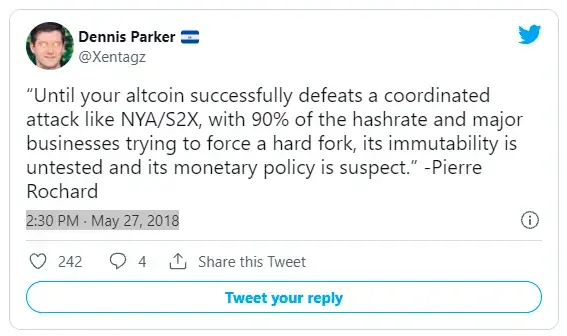 Dennis Parker 🇸🇻
@Xentagz
“Until your altcoin successfully defeats a coordinated
attack like NYA/S2X, with 90% of the hashrate and major
businesses trying to force a hard fork, its immutability is
untested and its monetary policy is suspect.” -Pierre
Rochard
2:30 PM · May 27, 2018
242 4 Share this Tweet
Tweet your reply